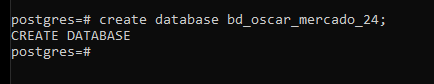 postgres=# create database bd_oscar_mercado_24;
CREATE DATABASE
postgres=#